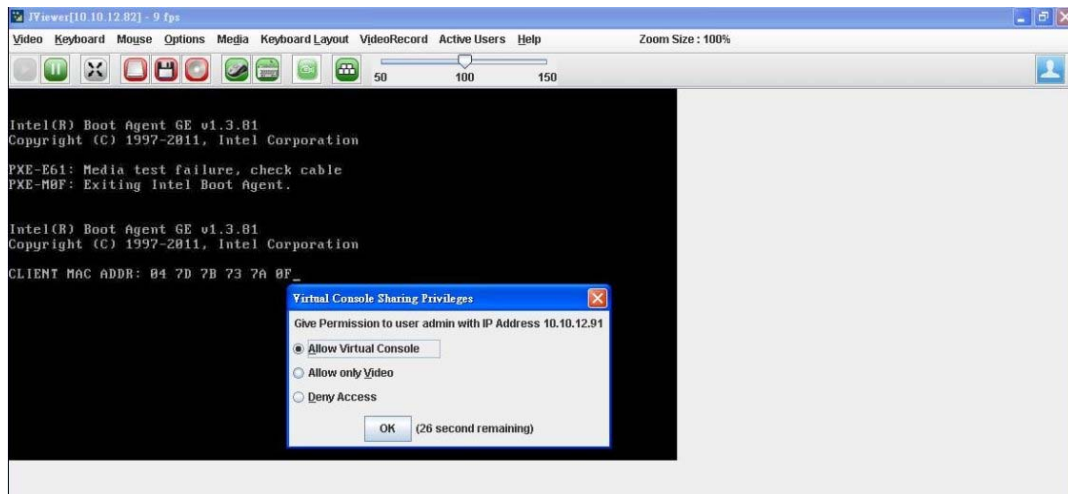 JViewer[10.10.12.82] - 9 fps
Video Keyboard Mouse Options Media Keyboard Layout VideoRecord Active Users Help Zoom Size : 100%
50 100 150
Intel(R) Boot Agent GE v1.3.81
Copyright (C) 1997-2011, Intel Corporation
PXE-E61: Media test failure, check cable
PXE-M0F: Exiting Intel Boot Agent.
Intel(R) Boot Agent GE v1.3.81
Copyright (C) 1997-2011, Intel Corporation
CLIENT MAC ADDR: 04 7D 7B 73 7A 0F_
Virtual Console Sharing Privileges
Give Permission to user admin with IP Address 10.10.12.91
Allow Virtual Console
Allow only Video
Deny Access
OK (26 second remaining)